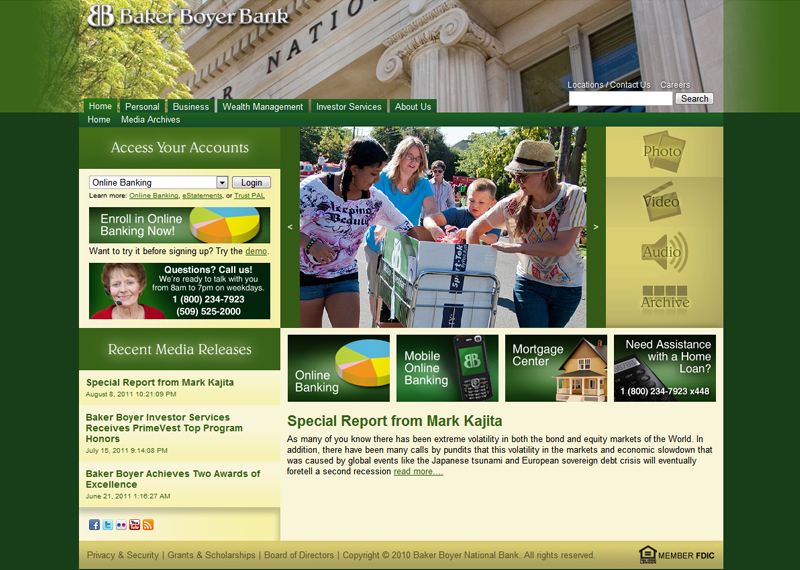 BB Baker Boyer Bank
R NATION
Locations / Contact Us Careers
Search
Home Personal Business Wealth Management Investor Services About Us
Home Media Archives
Access Your Accounts
Online Banking Login
Learn more: Online Banking, eStatements, or Trust PAL
Enroll in Online
Banking Now!
Want to try it before signing up? Try the demo.
Questions? Call us!
We're ready to talk with you
from 8am to 7pm on weekdays.
1 (800) 234-7923
(509) 525-2000
<
Sleeping
Beauty
Sport-Tek
>
Photo
Video
Audio
Archive
Recent Media Releases
Special Report from Mark Kajita
August 8, 2011 10:21:09 PM
Baker Boyer Investor Services
Receives PrimeVest Top Program
Honors
July 15, 2011 9:14:08 PM
Baker Boyer Achieves Two Awards of
Excellence
June 21, 2011 1:16:27 AM
Online
Banking
Mobile
Online
Banking
BB
Mortgage
Center
Need Assistance
with a Home
Loan?
1 (800) 234-7923 x448
Special Report from Mark Kajita
As many of you know there has been extreme volatility in both the bond and equity markets of the World. In
addition, there have been many calls by pundits that this volatility in the markets and economic slowdown that
was caused by global events like the Japanese tsunami and European sovereign debt crisis will eventually
foretell a second recession read more....
Privacy & Security | Grants & Scholarships | Board of Directors | Copyright © 2010 Baker Boyer National Bank. All rights reserved.
MEMBER FDIC